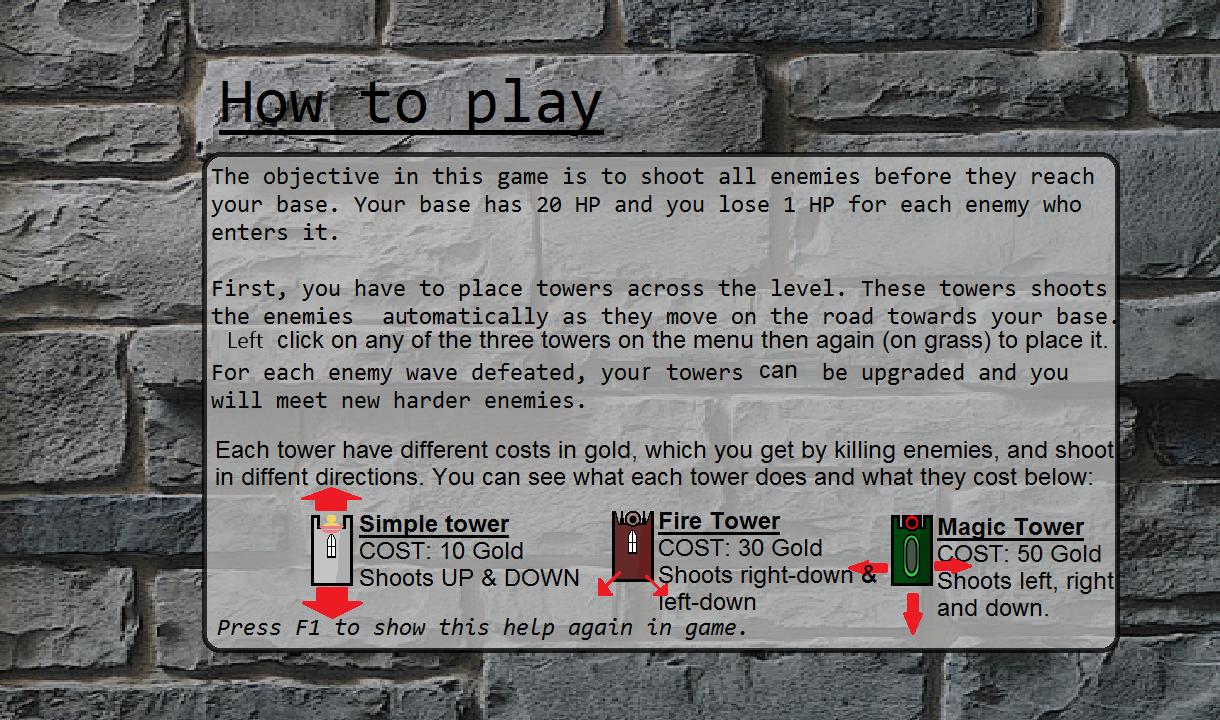 How to play
The objective in this game is to shoot all enemies before they reach
your base. Your base has 20 HP and you lose 1 HP for each enemy who
enters it.
First, you have to place towers across the level. These towers shoots
the enemies automatically as they move on the road towards your base.
Left click on any of the three towers on the menu then again (on grass) to place it.
For each enemy wave defeated, your towers can be upgraded and you
will meet new harder enemies.
Each tower have different costs in gold, which you get by killing enemies, and shoot
in diffent directions. You can see what each tower does and what they cost below:
Simple tower
COST: 10 Gold
Shoots UP & DOWN
Fire Tower
COST: 30 Gold
Shoots right-down &
left-down
Magic Tower
COST: 50 Gold
Shoots left, right
and down.
Press F1 to show this help again in game.